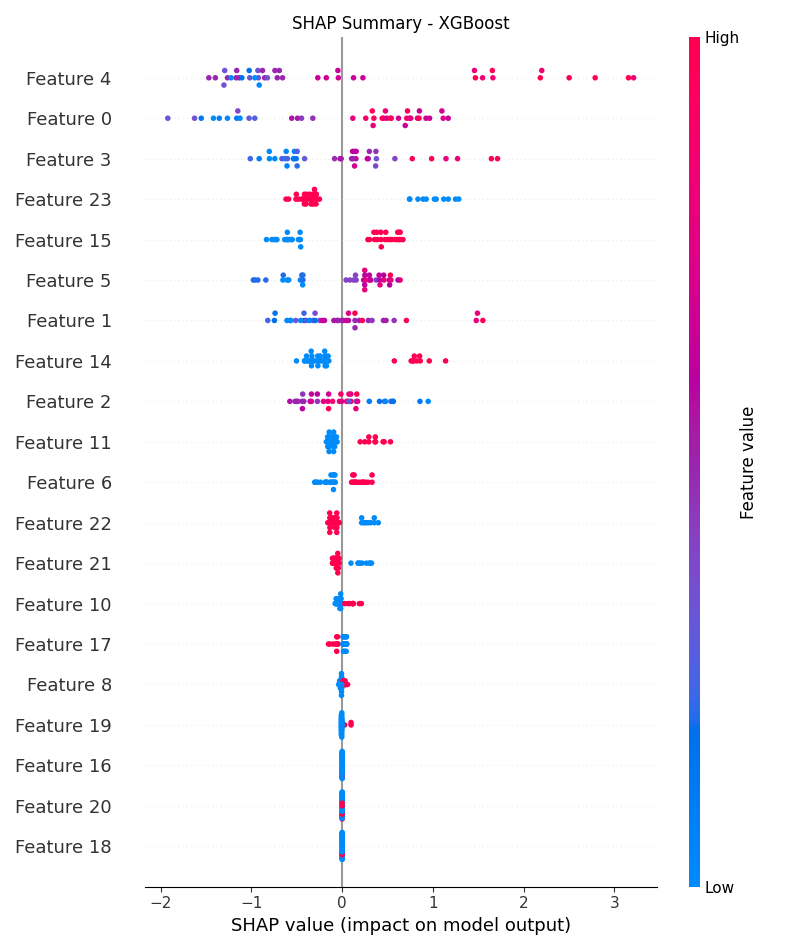 SHAP Summary - XGBoost
High
Feature 4
Feature 0
Feature 3
Feature 23
Feature 15
Feature 5
Feature 1
Feature 14
Feature 2
Feature 11
Feature 6
Feature 22
Feature 21
Feature 10
Feature 17
Feature 8
Feature 19
Feature 16
Feature 20
Feature 18
Feature value
Low
−2 −1 0 1 2 3
SHAP value (impact on model output)